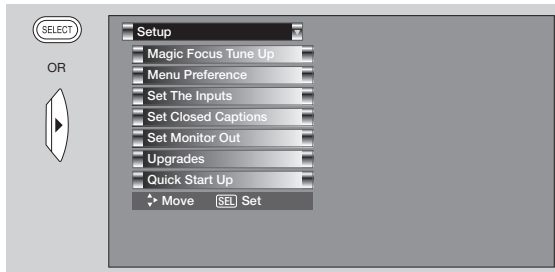 SELECT
OR
Setup
Magic Focus Tune Up
Menu Preference
Set The Inputs
Set Closed Captions
Set Monitor Out
Upgrades
Quick Start Up
Move SEL Set